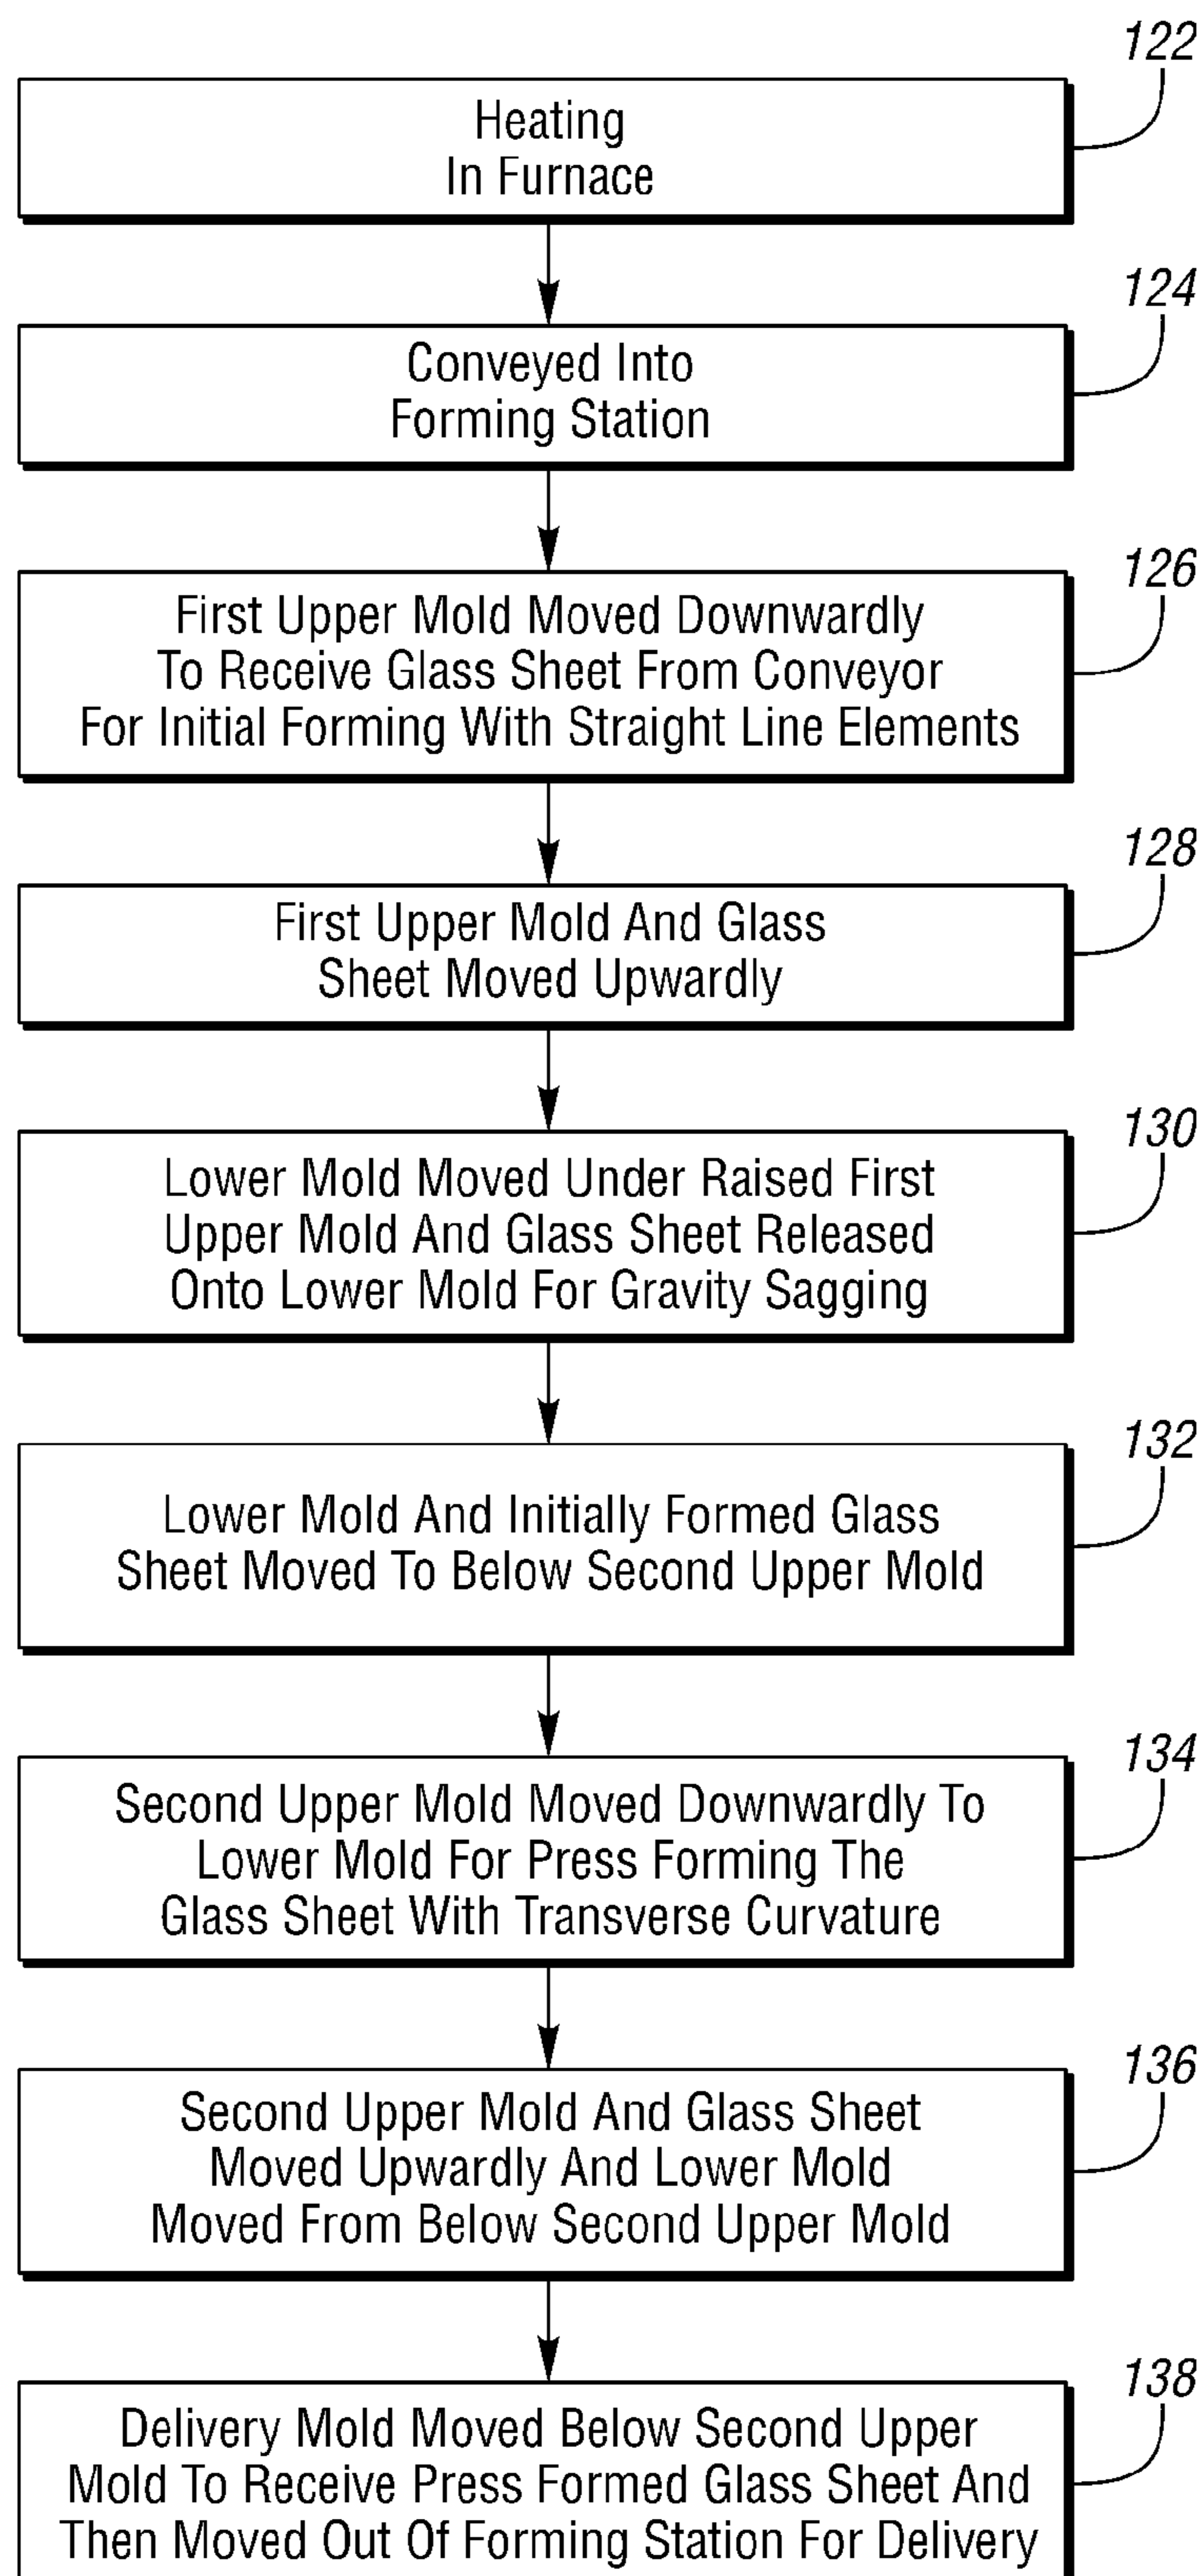 122
Heating
In Furnace
124
Conveyed Into
Forming Station
126
First Upper Mold Moved Downwardly
To Receive Glass Sheet From Conveyor
For Initial Forming With Straight Line Elements
128
First Upper Mold And Glass
Sheet Moved Upwardly
130
Lower Mold Moved Under Raised First
Upper Mold And Glass Sheet Released
Onto Lower Mold For Gravity Sagging
132
Lower Mold And Initially Formed Glass
Sheet Moved To Below Second Upper Mold
134
Second Upper Mold Moved Downwardly To
Lower Mold For Press Forming The
Glass Sheet With Transverse Curvature
136
Second Upper Mold And Glass Sheet
Moved Upwardly And Lower Mold
Moved From Below Second Upper Mold
138
Delivery Mold Moved Below Second Upper
Mold To Receive Press Formed Glass Sheet And
Then Moved Out Of Forming Station For Delivery